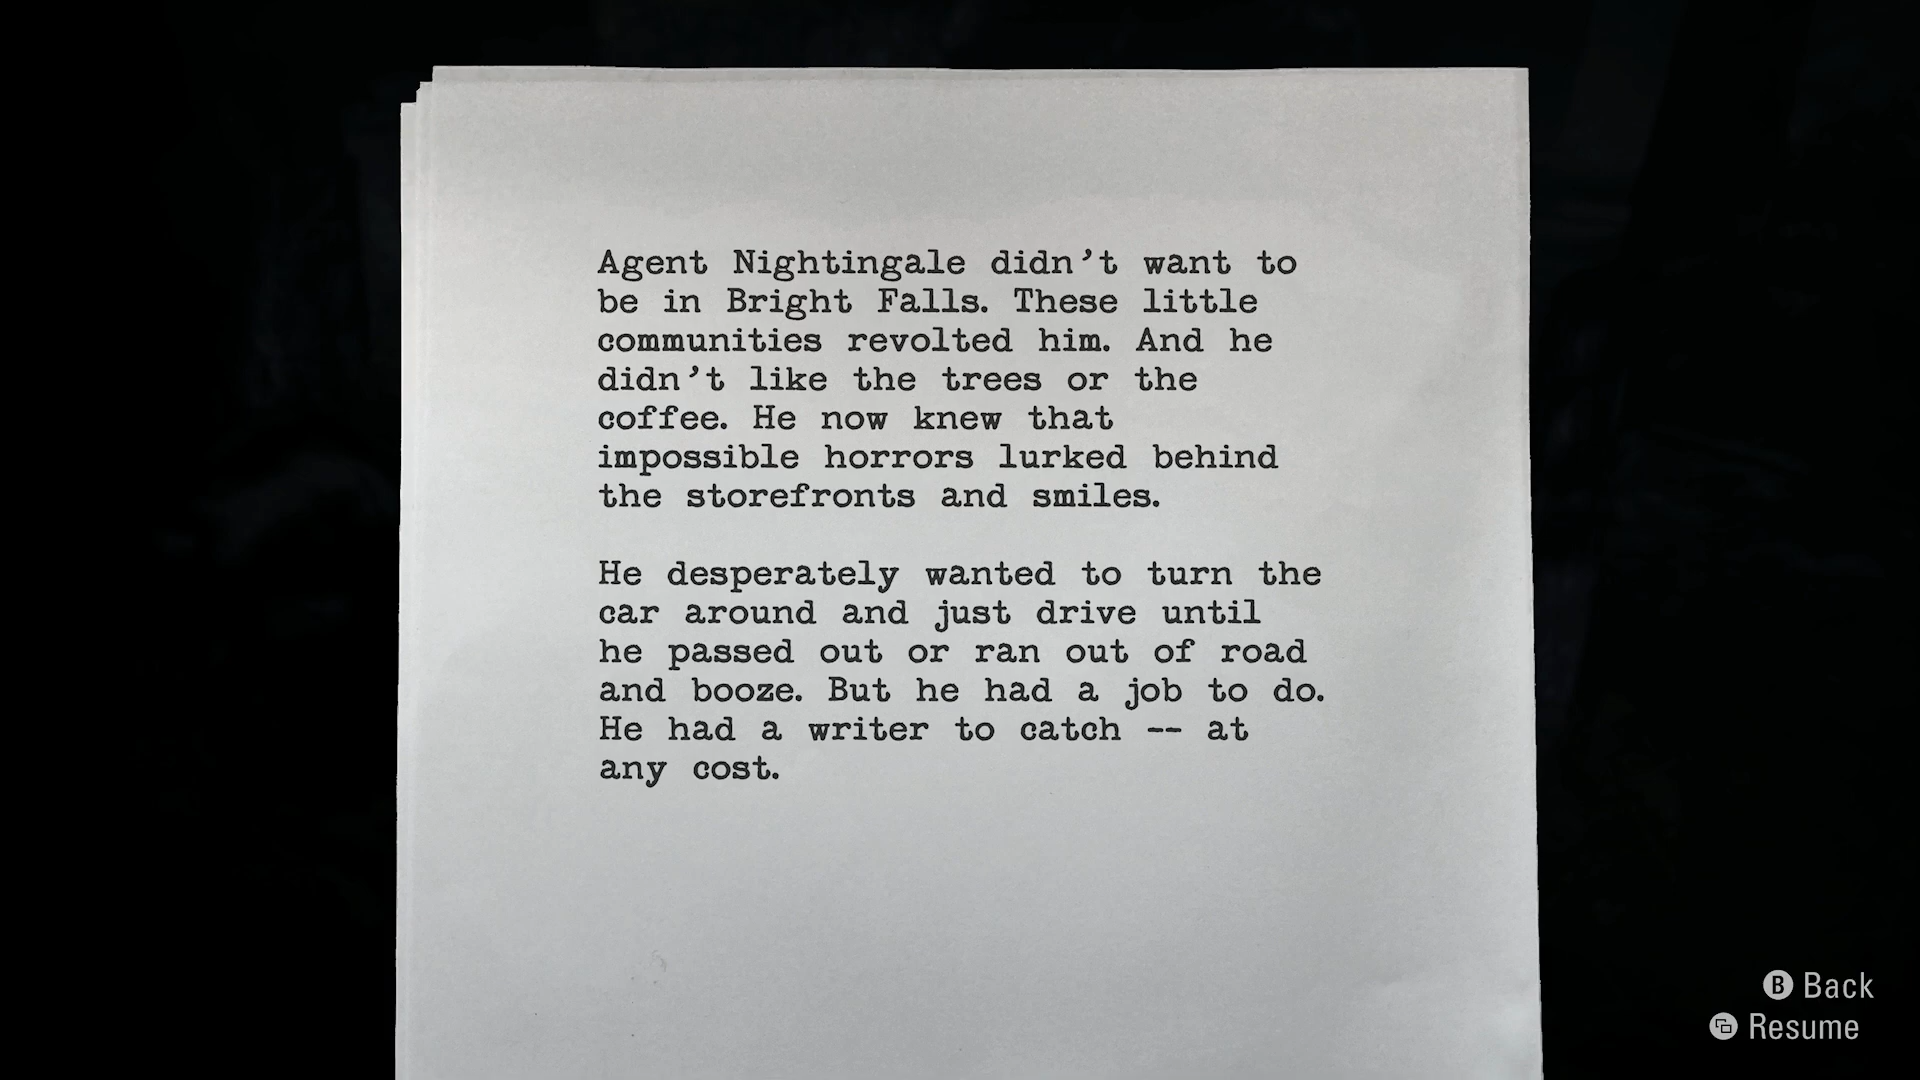 Agent Nightingale didn’t want to
be in Bright Falls. These little
communities revolted him. And he
didn’t like the trees or the
coffee. He now knew that
impossible horrors lurked behind
the storefronts and smiles.
He desperately wanted to turn the
car around and just drive until
he passed out or ran out of road
and booze. But he had a job to do.
He had a writer to catch -- at
any cost.
B Back
Resume